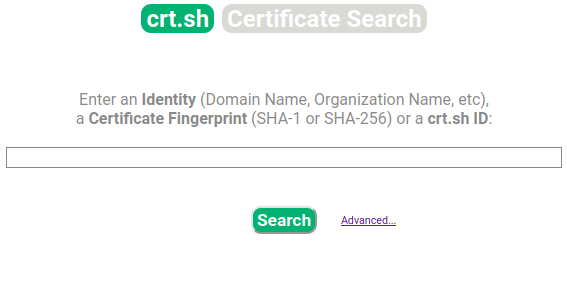 crt.sh Certificate Search
Enter an Identity (Domain Name, Organization Name, etc),
a Certificate Fingerprint (SHA-1 or SHA-256) or a crt.sh ID:
Search Advanced...